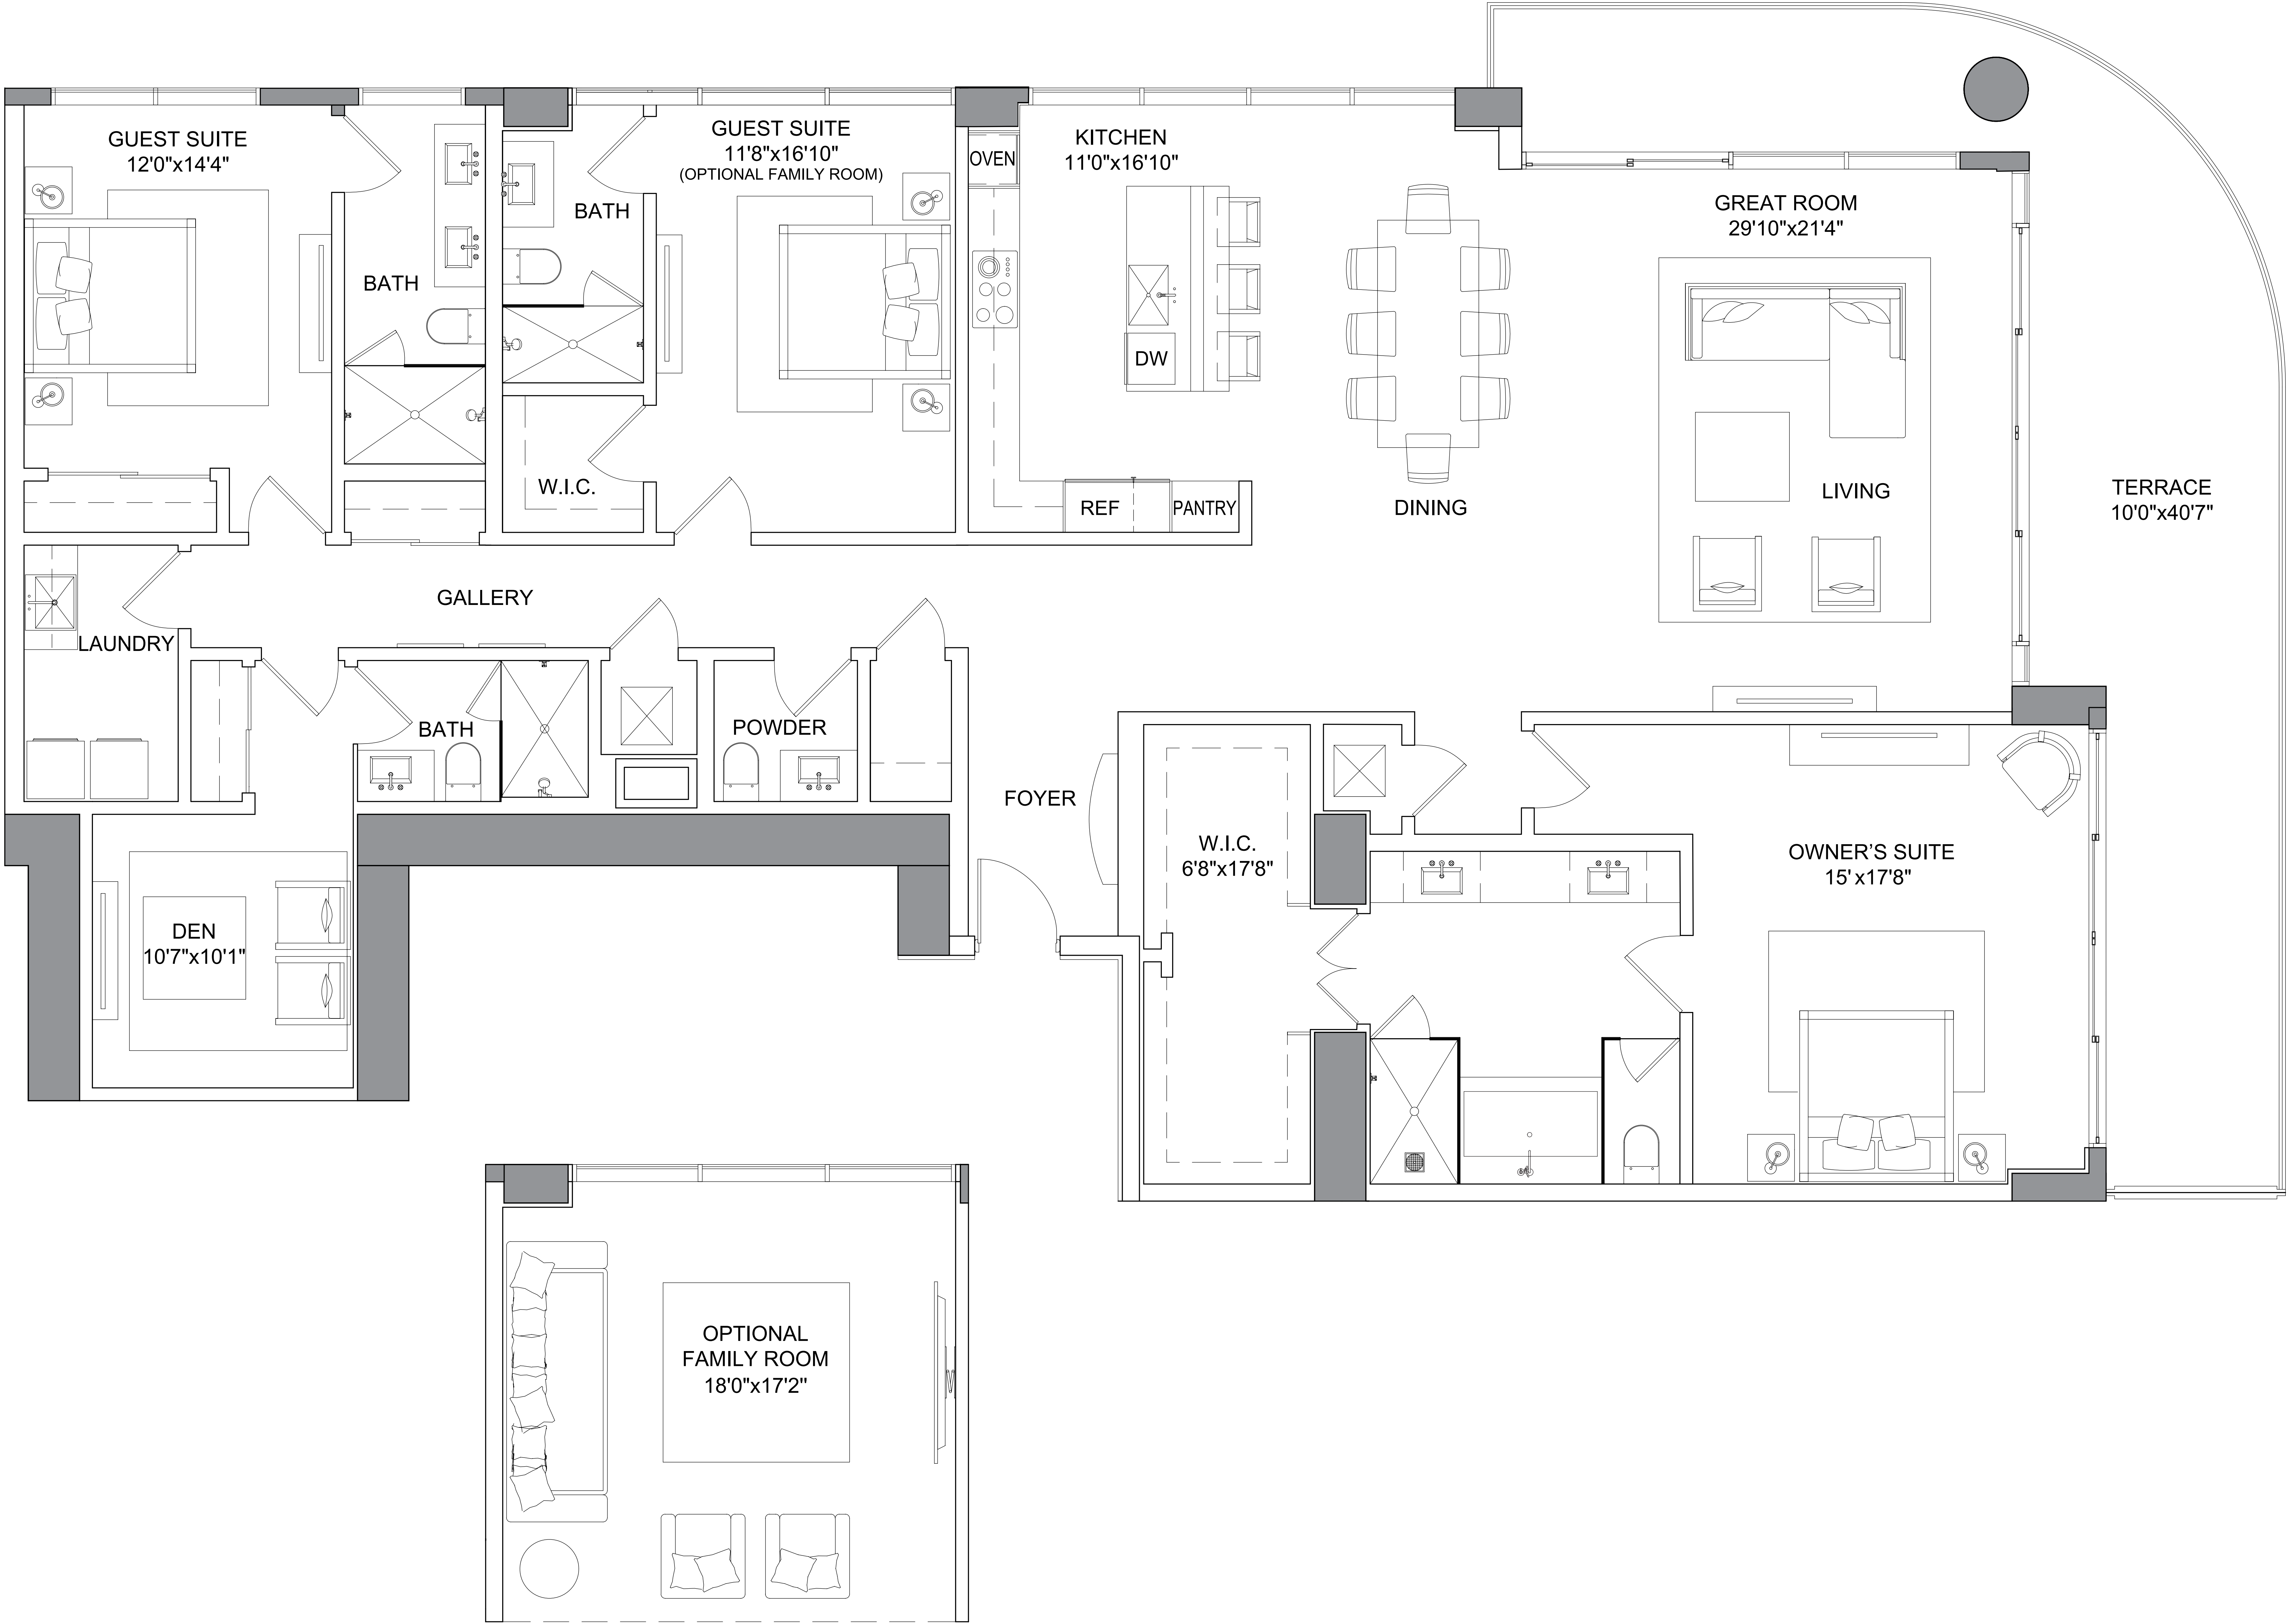 GUEST SUITE
12'0"x14'4"
BATH
BATH
GUEST SUITE
11'8"x16'10"
(OPTIONAL FAMILY ROOM)
W.I.C.
OVEN
KITCHEN
11'0"x16'10"
DW
REF
PANTRY
DINING
GREAT ROOM
29'10"x21'4"
LIVING
TERRACE
10'0"x40'7"
GALLERY
LAUNDRY
BATH
POWDER
FOYER
W.I.C.
6'8"x17'8"
OWNER'S SUITE
15' x17'8"
DEN
10'7"x10'1"
OPTIONAL
FAMILY ROOM
18'0"x17'2"